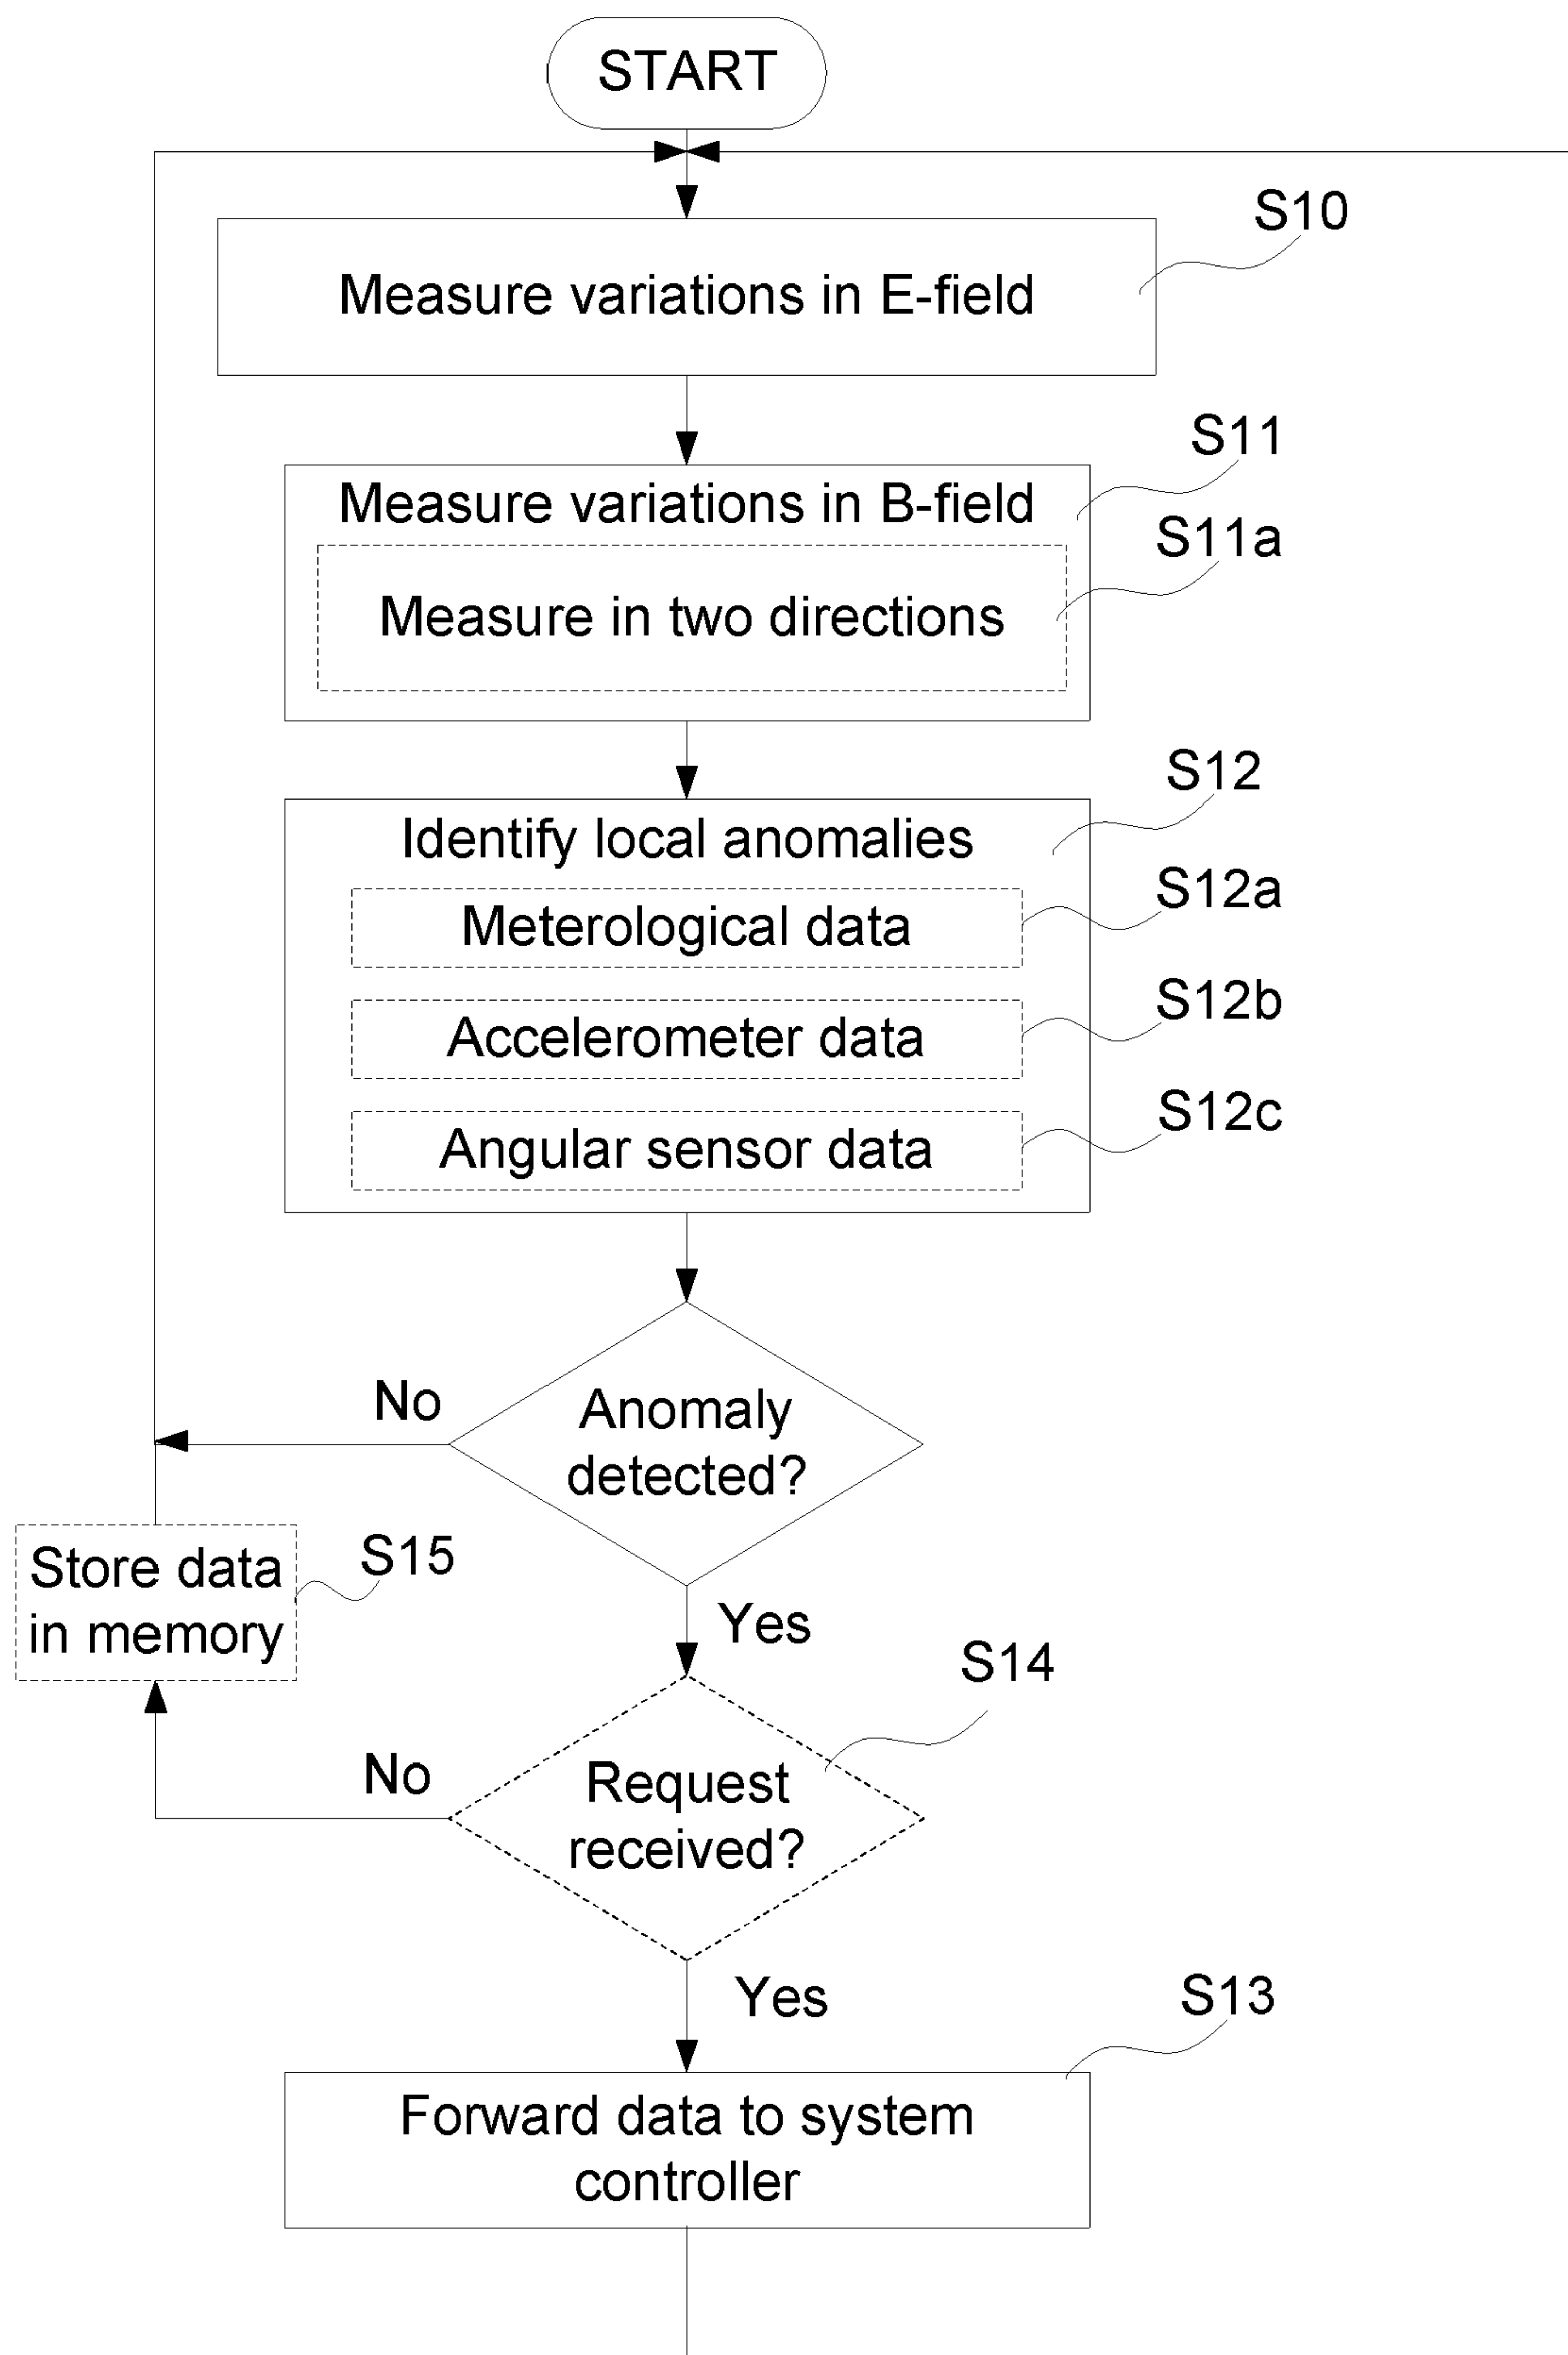 START
S10
Measure variations in E-field
S11
Measure variations in B-field
S11a
Measure in two directions
S12
Identify local anomalies
S12a
Meterological data
S12b
Accelerometer data
S12c
Angular sensor data
No
Anomaly
detected?
Store data
in memory
S15
Yes
S14
No
Request
received?
Yes
S13
Forward data to system
controller